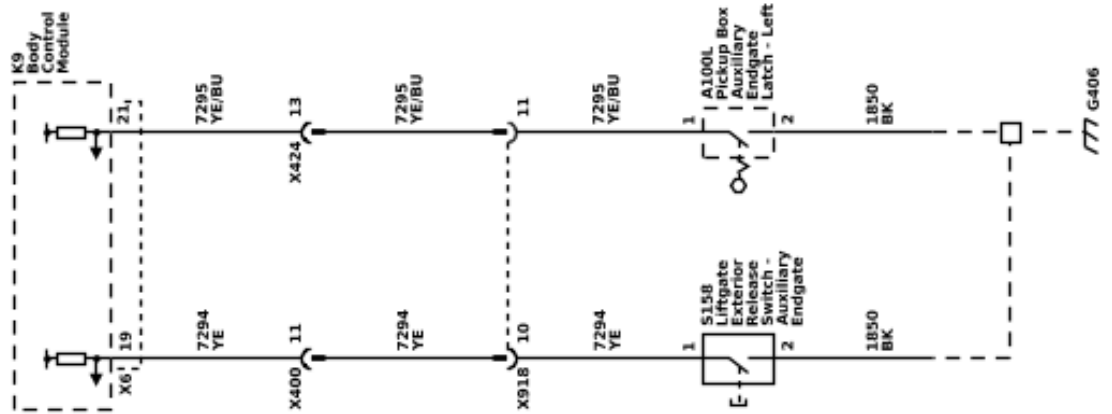 K9
Body
Control
Module
21
7295
YE/BU
13
X424
7295
YE/BU
11
7295
YE/BU
1
A100L
Pickup Box
Auxiliary
Endgate
Latch - Left
2
1850
BK
G406
X6
19
7294
YE
11
X400
7294
YE
10
X918
7294
YE
1
S158
Liftgate
Exterior
Release
Switch -
Auxiliary
Endgate
2
1850
BK